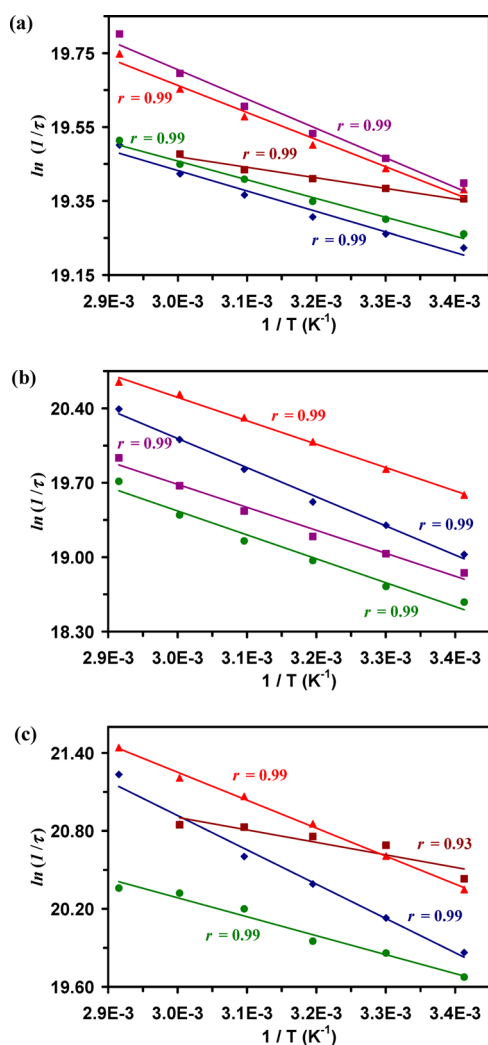 (a)
19.75
19.55
19.35
19.15
ln (1/τ)
r = 0.99
r = 0.99
r = 0.99
r = 0.99
r = 0.99
2.9E-3 3.0E-3 3.1E-3 3.2E-3 3.3E-3 3.4E-3
1 / T (K⁻¹)
(b)
20.40
19.70
19.00
18.30
ln (1/τ)
r = 0.99
r = 0.99
r = 0.99
r = 0.99
2.9E-3 3.0E-3 3.1E-3 3.2E-3 3.3E-3 3.4E-3
1 / T (K⁻¹)
(c)
21.40
20.80
20.20
19.60
ln (1/τ)
r = 0.99
r = 0.93
r = 0.99
r = 0.99
2.9E-3 3.0E-3 3.1E-3 3.2E-3 3.3E-3 3.4E-3
1 / T (K⁻¹)